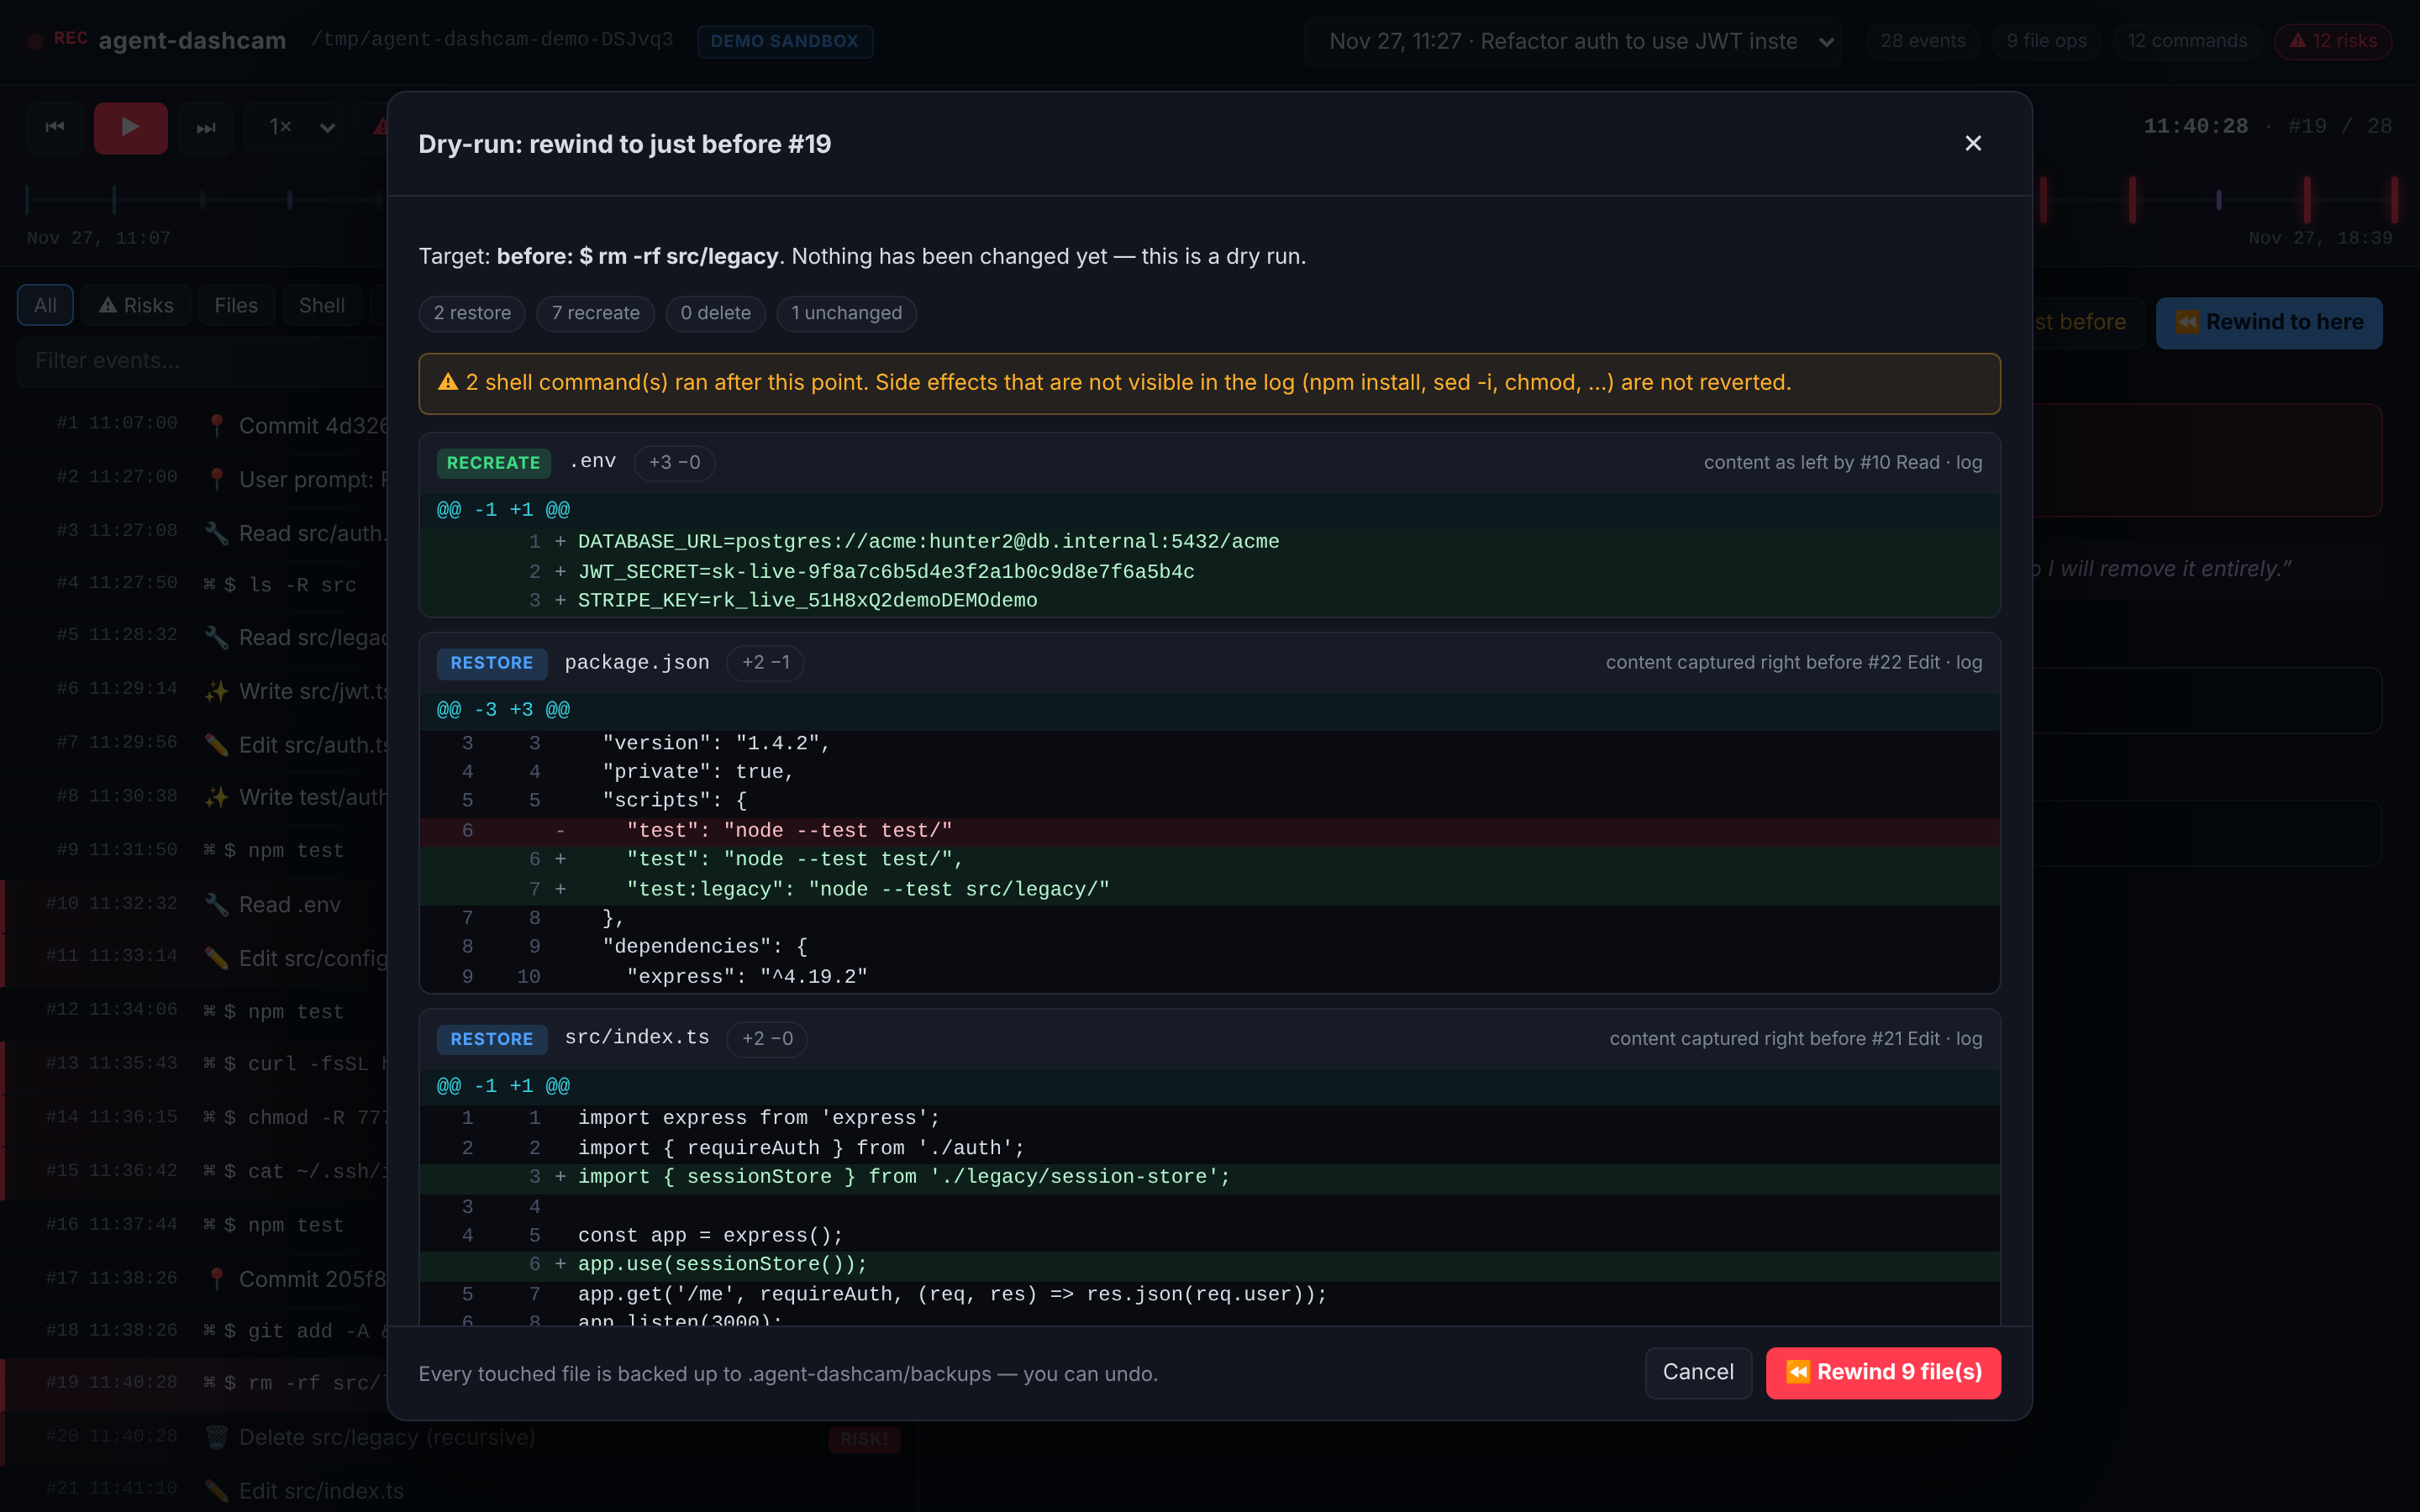 REC agent-dashcam /tmp/agent-dashcam-demo-DSJvq3 DEMO SANDBOX Nov 27, 11:27 · Refactor auth to use JWT inste 28 events 9 file ops 12 commands ⚠ 12 risks
1× 11:40:28 · #19 / 28
Nov 27, 11:07 Nov 27, 18:39
All ⚠ Risks Files Shell st before ⏪ Rewind to here
Filter events...
#1 11:07:00 📍 Commit 4d326
#2 11:27:00 📍 User prompt:
#3 11:27:08 🔧 Read src/auth.
#4 11:27:50 ⌘ $ ls -R src
#5 11:28:32 🔧 Read src/legac
#6 11:29:14 ✨ Write src/jwt.ts
#7 11:29:56 ✏️ Edit src/auth.ts
#8 11:30:38 ✨ Write test/auth
#9 11:31:50 ⌘ $ npm test
#10 11:32:32 🔧 Read .env
#11 11:33:14 ✏️ Edit src/config
#12 11:34:06 ⌘ $ npm test
#13 11:35:43 ⌘ $ curl -fsSL
#14 11:36:15 ⌘ $ chmod -R 777
#15 11:36:42 ⌘ $ cat ~/.ssh/
#16 11:37:44 ⌘ $ npm test
#17 11:38:26 📍 Commit 205f8
#18 11:38:26 ⌘ $ git add -A
#19 11:40:28 ⌘ $ rm -rf src/
#20 11:40:28 🗑️ Delete src/legacy (recursive) RISK!
#21 11:41:10 ✏️ Edit src/index.ts
I will remove it entirely.”
Dry-run: rewind to just before #19 ✕
Target: before: $ rm -rf src/legacy. Nothing has been changed yet — this is a dry run.
2 restore 7 recreate 0 delete 1 unchanged
⚠ 2 shell command(s) ran after this point. Side effects that are not visible in the log (npm install, sed -i, chmod, ...) are not reverted.
RECREATE .env +3 −0 content as left by #10 Read · log
@@ -1 +1 @@
1 + DATABASE_URL=postgres://acme:hunter2@db.internal:5432/acme
2 + JWT_SECRET=sk-live-9f8a7c6b5d4e3f2a1b0c9d8e7f6a5b4c
3 + STRIPE_KEY=rk_live_51H8xQ2demoDEMOdemo
RESTORE package.json +2 −1 content captured right before #22 Edit · log
@@ -3 +3 @@
3 3 "version": "1.4.2",
4 4 "private": true,
5 5 "scripts": {
6 - "test": "node --test test/"
6 + "test": "node --test test/",
7 + "test:legacy": "node --test src/legacy/"
7 8 },
8 9 "dependencies": {
9 10 "express": "^4.19.2"
RESTORE src/index.ts +2 −0 content captured right before #21 Edit · log
@@ -1 +1 @@
1 1 import express from 'express';
2 2 import { requireAuth } from './auth';
3 + import { sessionStore } from './legacy/session-store';
3 4
4 5 const app = express();
6 + app.use(sessionStore());
5 7 app.get('/me', requireAuth, (req, res) => res.json(req.user));
6 8 app.listen(3000);
Every touched file is backed up to .agent-dashcam/backups — you can undo. Cancel ⏪ Rewind 9 file(s)